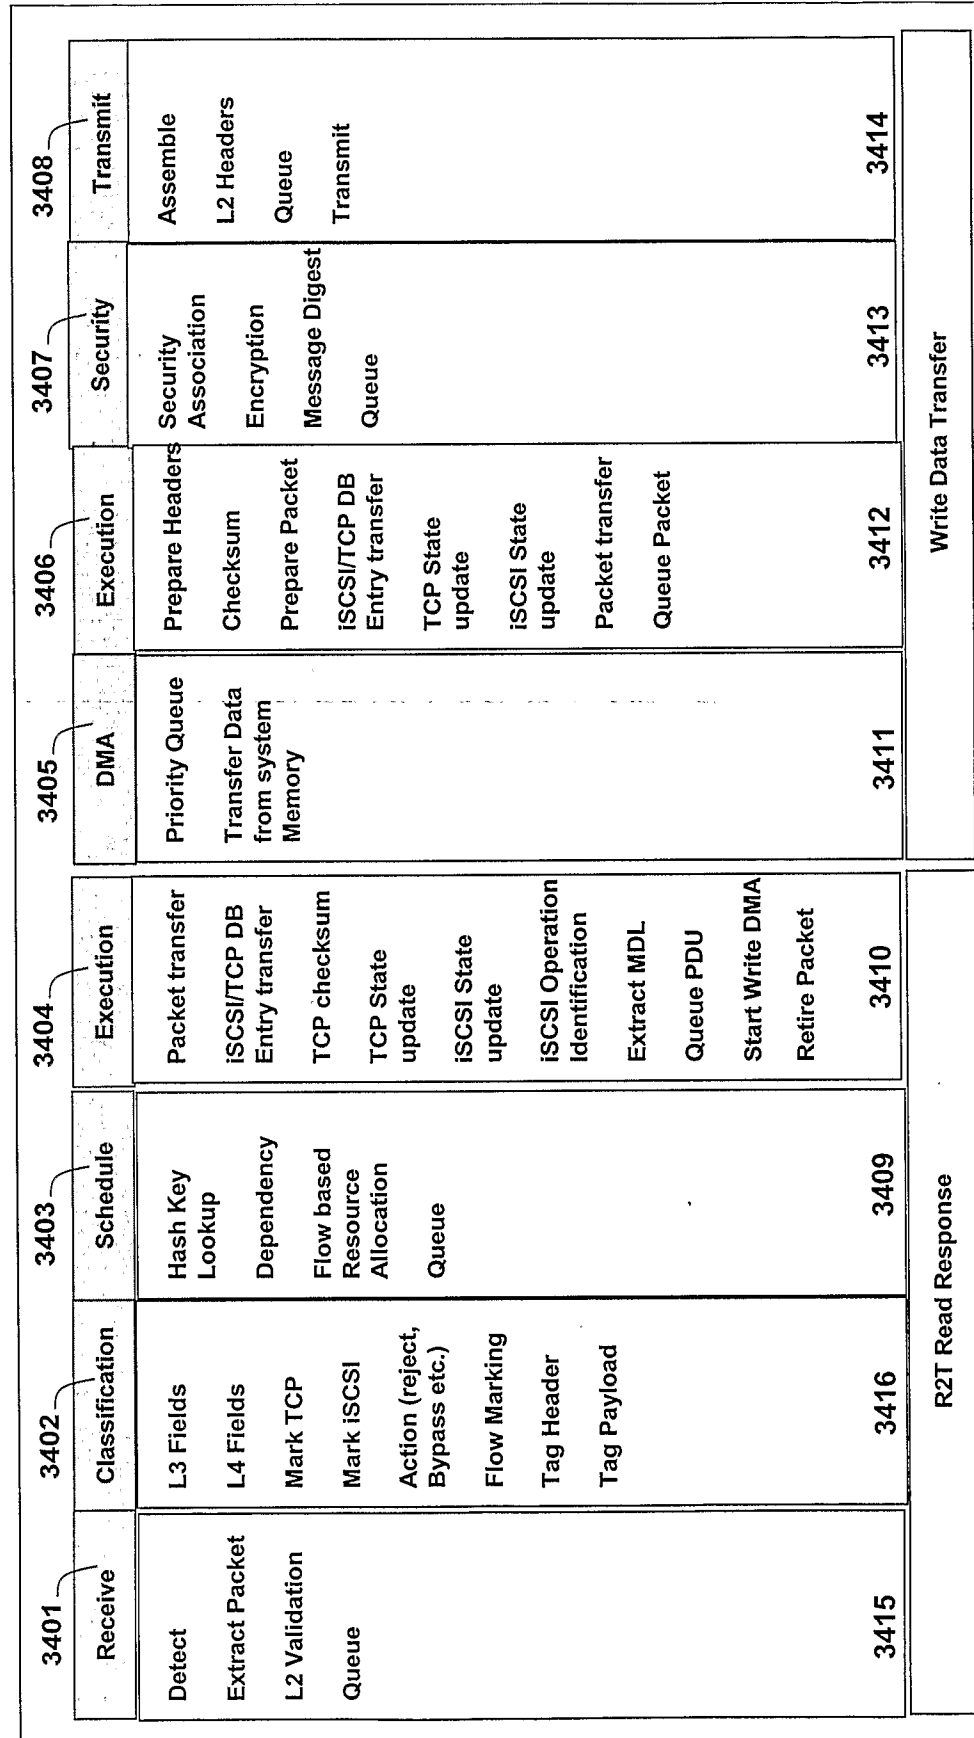 3401
Receive
Detect
Extract Packet
L2 Validation
Queue
3415
3402
Classification
L3 Fields
L4 Fields
Mark TCP
Mark iSCSI
Action (reject,
Bypass etc.)
Flow Marking
Tag Header
Tag Payload
3416
3403
Schedule
Hash Key
Lookup
Dependency
Flow based
Resource
Allocation
Queue
3409
3404
Execution
Packet transfer
iSCSI/TCP DB
Entry transfer
TCP checksum
TCP State
update
iSCSI State
update
iSCSI Operation
Identification
Extract MDL
Queue PDU
Start Write DMA
Retire Packet
3410
R2T Read Response
3405
DMA
Priority Queue
Transfer Data
from system
Memory
3411
3406
Execution
Prepare Headers
Checksum
Prepare Packet
iSCSI/TCP DB
Entry transfer
TCP State
update
iSCSI State
update
Packet transfer
Queue Packet
3412
3407
Security
Security
Association
Encryption
Message Digest
Queue
3413
3408
Transmit
Assemble
L2 Headers
Queue
Transmit
3414
Write Data Transfer